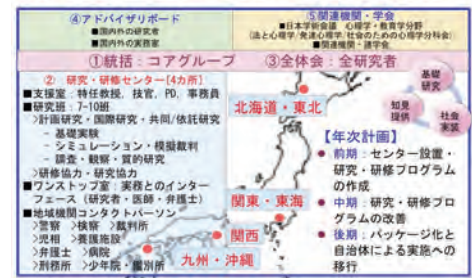 ④アドバイザリボード
■国内外の研究者
■国内外の実務家
⑤関連機関・学会
■日本学術会議　心理学・教育学分野
(法と心理学/発達心理学/社会のための心理学分科会)
■関連機関・諸学会
①統括：コアグループ　③全体会：全研究者
② 研究・研修センター[4カ所]
■支援室：特任教授，技官，PD，事務員
■研究班：7-10班
>計画研究・国際研究・共同/依託研究
- 基礎実験
- シミュレーション・模擬裁判
- 調査・観察・質的研究
>研修協力・研究協力
■ワンストップ室：実務とのインター
フェース（研究者・医師・弁護士）
■地域機関コンタクトパーソン
>警察　>検察　>裁判所
>児相　>養護施設
>弁護士　>病院
>刑務所　>少年院・鑑別所
北海道・東北
関東・東海
関西
九州・沖縄
基礎
研究
知見
提供
社会
実装
【年次計画】
● 前期：センター設置・
研究・研修プログラム
の作成
● 中期：研究・研修プロ
グラムの改善
● 後期：パッケージ化と
自治体による実施への
移行